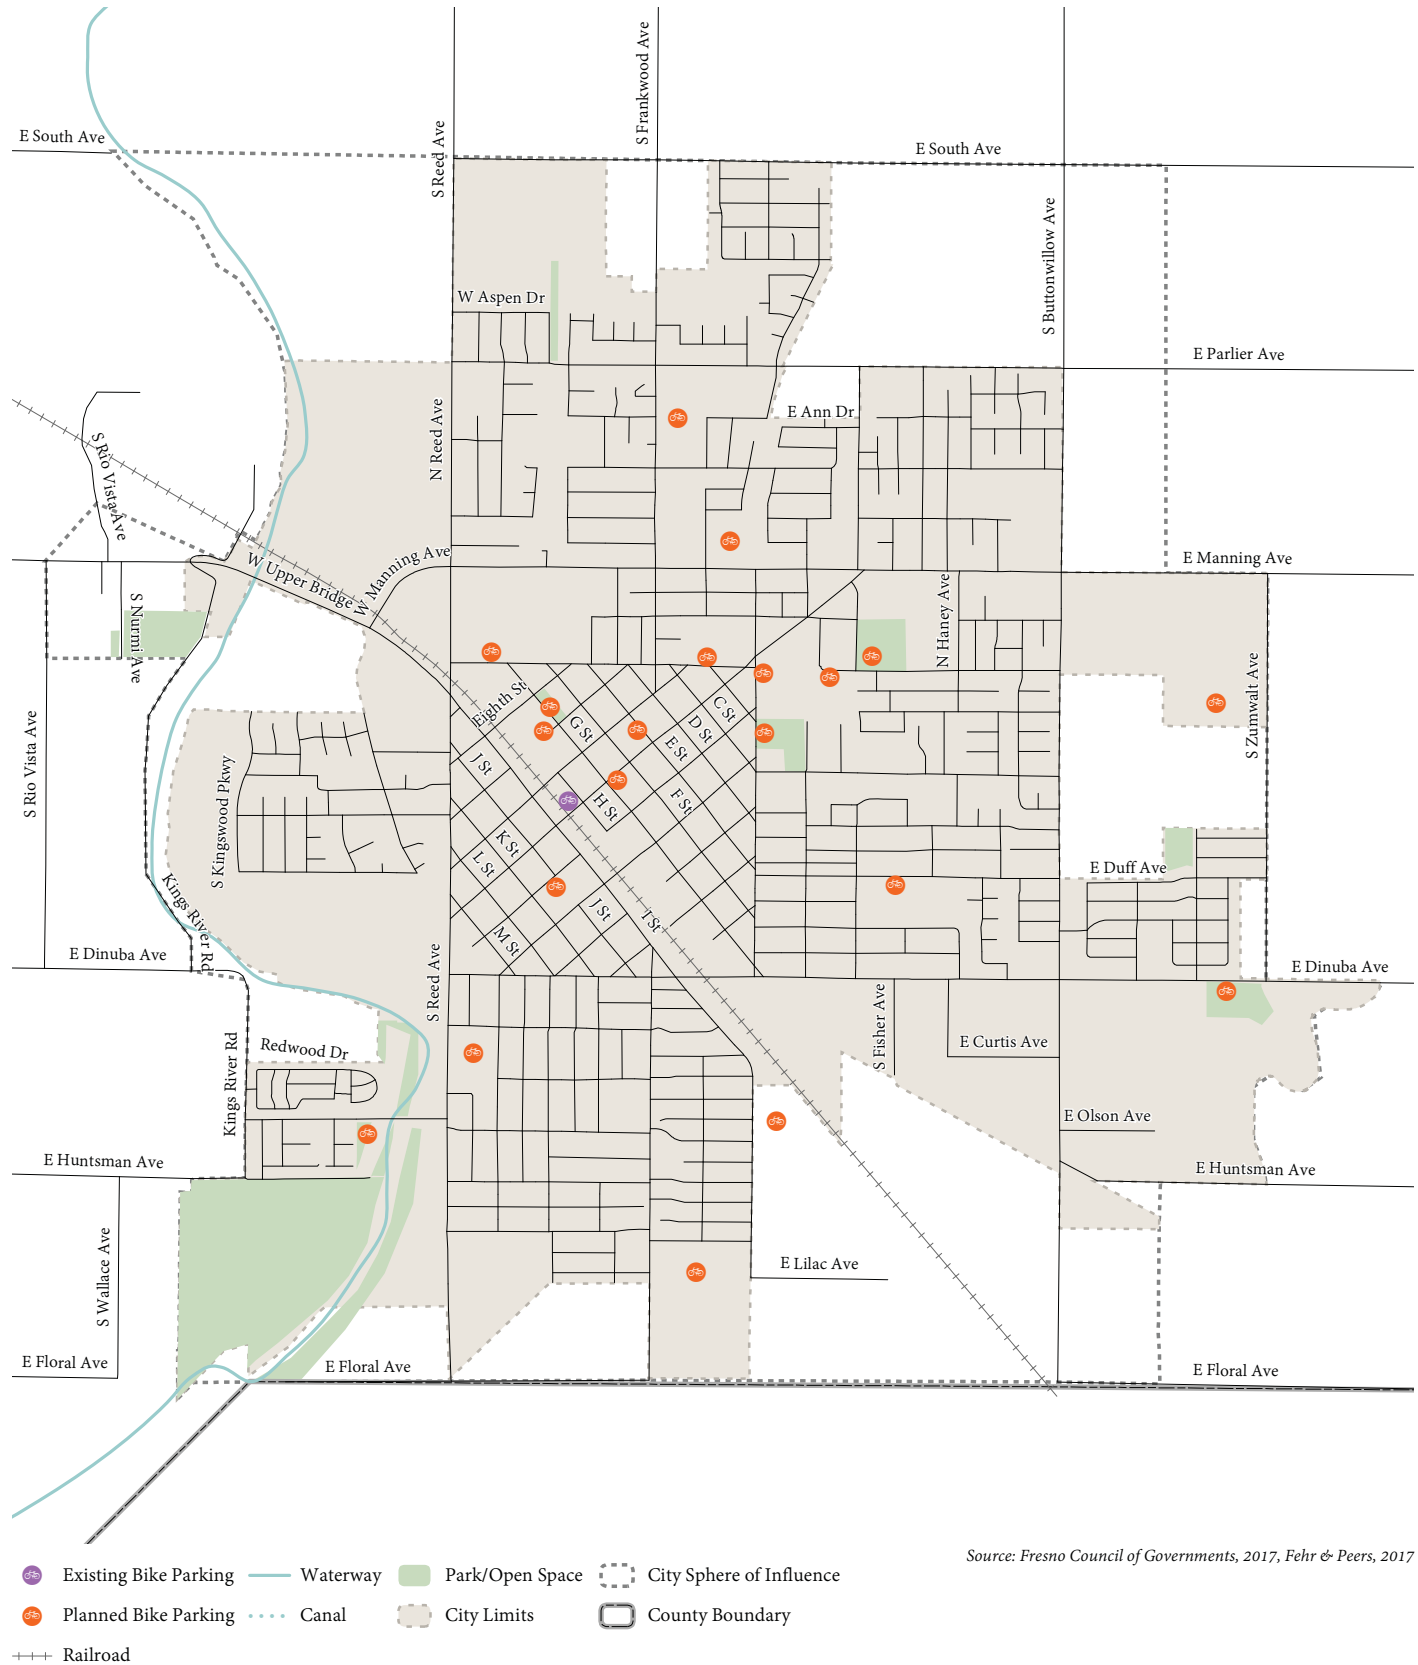 S Frankwood Ave
E South Ave
S Reed Ave
E South Ave
S Buttonwillow Ave
W Aspen Dr
E Parlier Ave
N Reed Ave
E Ann Dr
S Rio Vista Ave
W Upper Bridge
W Manning Ave
E Manning Ave
S Nurmi Ave
N Haney Ave
S Rio Vista Ave
Eighth St
C St
D St
E St
G St
S Zumwalt Ave
J St
F St
H St
S Kingswood Pkwy
K St
L St
E Duff Ave
Kings River Rd
J St
I St
M St
E Dinuba Ave
S Reed Ave
E Dinuba Ave
S Fisher Ave
Redwood Dr
E Curtis Ave
Kings River Rd
E Olson Ave
E Huntsman Ave
E Huntsman Ave
S Wallace Ave
E Lilac Ave
E Floral Ave
E Floral Ave
E Floral Ave
Source: Fresno Council of Governments, 2017, Fehr & Peers, 2017
Existing Bike Parking
Waterway
Park/Open Space
City Sphere of Influence
Planned Bike Parking
Canal
City Limits
County Boundary
Railroad